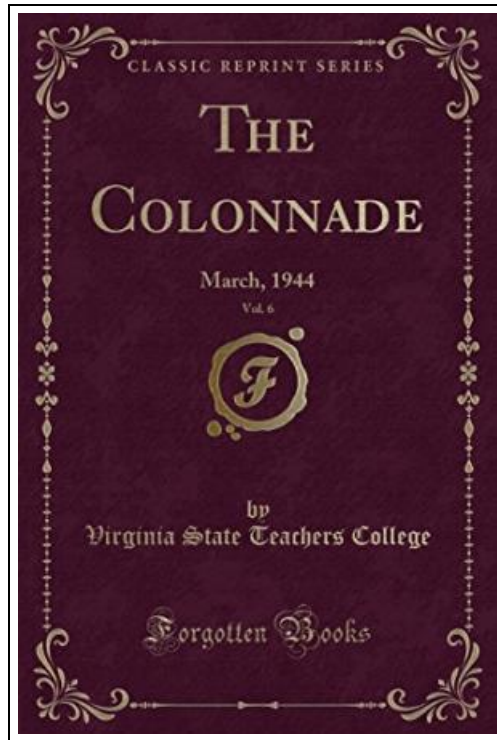 CLASSIC REPRINT SERIES
THE
COLONNADE
March, 1944
Vol. 6
F
by
Virginia State Teachers College
Forgotten Books